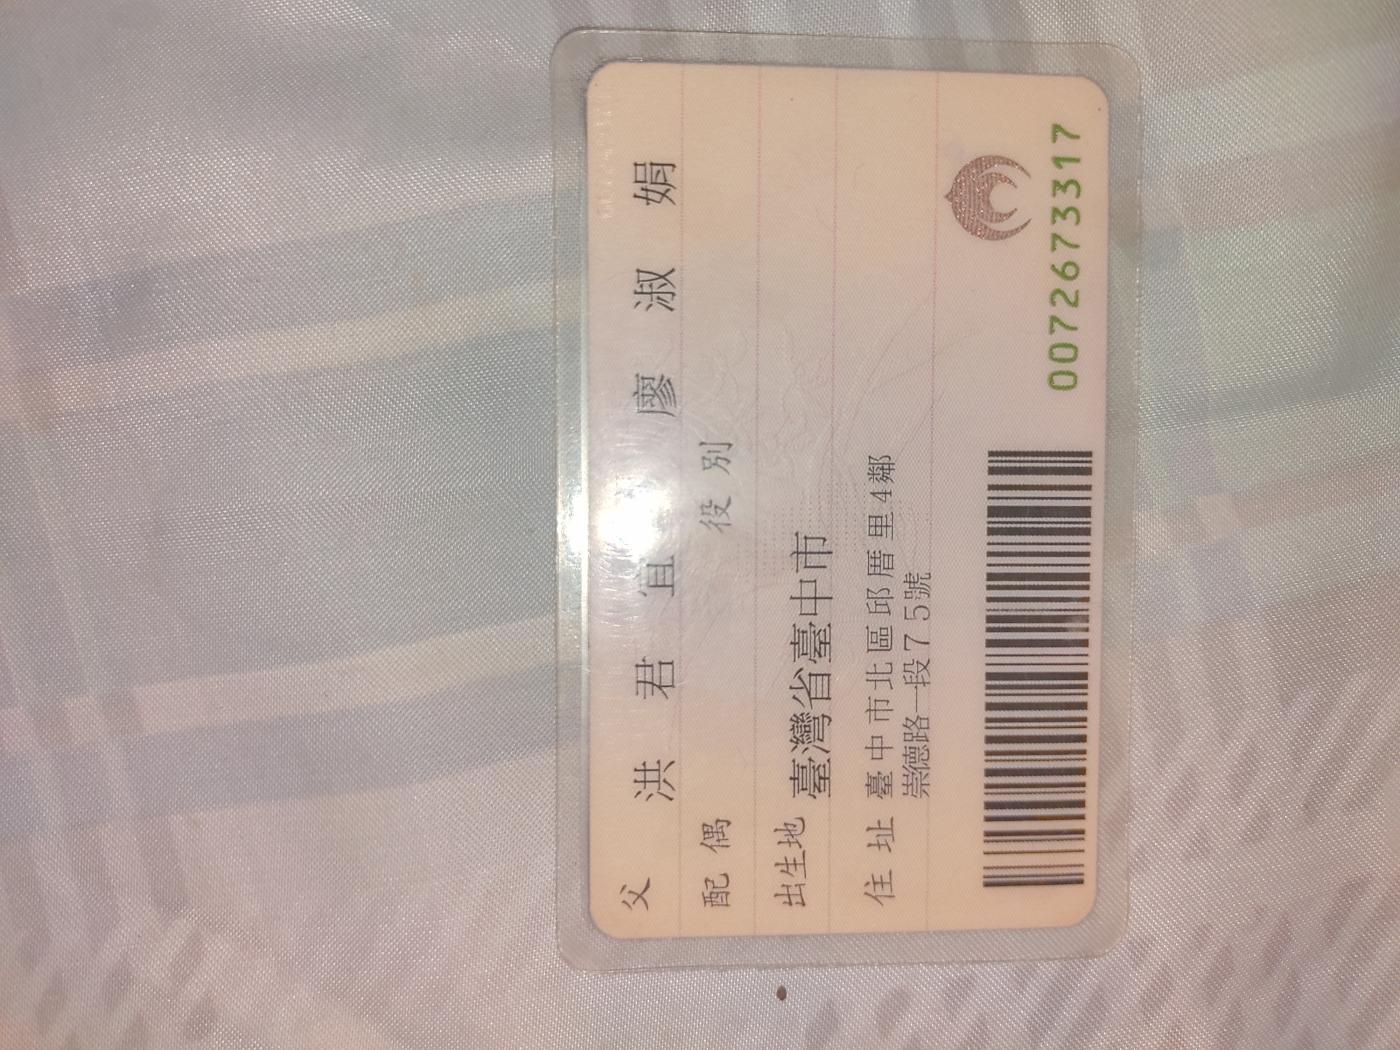 父 洪君宜 廖淑娟
配偶 役別
出生地 臺灣省臺中市
住址 臺中市北區邱厝里4鄰
崇德路一段75號
0072673317